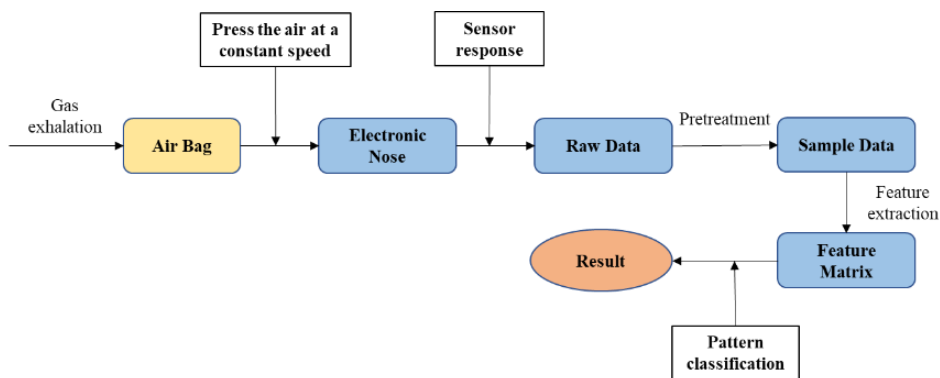 Press the air at a
constant speed
Sensor
response
Gas
exhalation
Air Bag
Electronic
Nose
Raw Data
Pretreatment
Sample Data
Feature
extraction
Feature
Matrix
Result
Pattern
classification